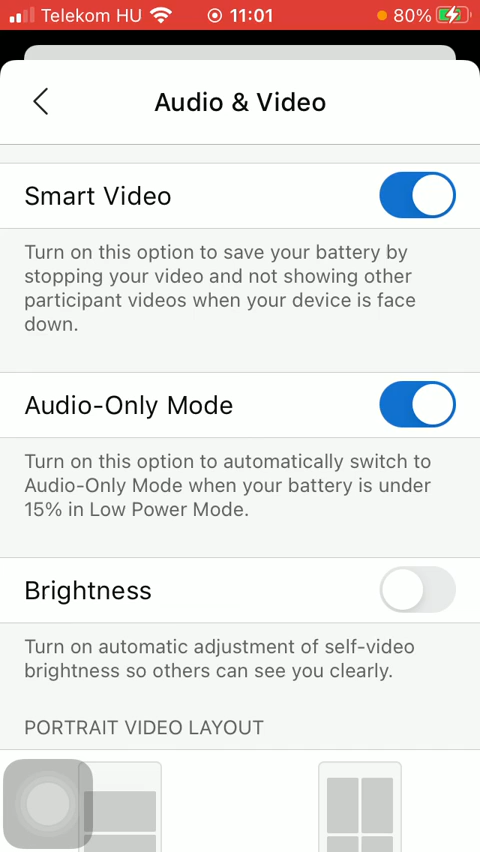 Telekom HU 11:01 80%
Audio & Video
Smart Video
Turn on this option to save your battery by
stopping your video and not showing other
participant videos when your device is face
down.
Audio-Only Mode
Turn on this option to automatically switch to
Audio-Only Mode when your battery is under
15% in Low Power Mode.
Brightness
Turn on automatic adjustment of self-video
brightness so others can see you clearly.
PORTRAIT VIDEO LAYOUT